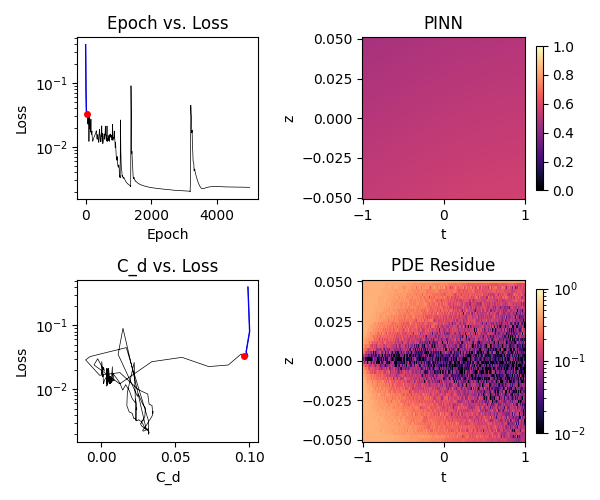 Epoch vs. Loss
Loss
10⁻¹
10⁻²
0 2000 4000
Epoch
PINN
z
0.050
0.025
0.000
−0.025
−0.050
−1 0 1
t
1.0
0.8
0.6
0.4
0.2
0.0
C_d vs. Loss
Loss
10⁻¹
10⁻²
0.00 0.05 0.10
C_d
PDE Residue
z
0.050
0.025
0.000
−0.025
−0.050
−1 0 1
t
10⁰
10⁻¹
10⁻²